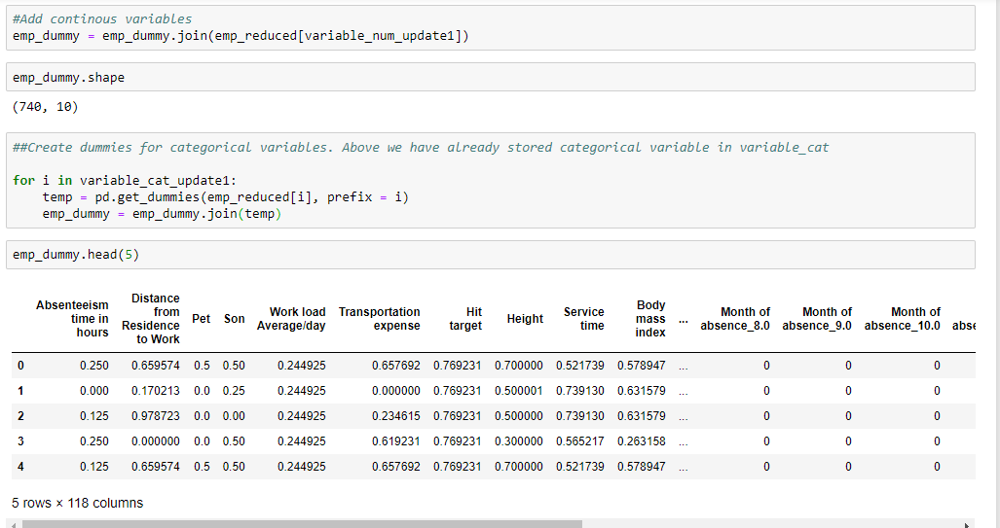 #Add continous variables
emp_dummy = emp_dummy.join(emp_reduced[variable_num_update1])
emp_dummy.shape
(740, 10)
##Create dummies for categorical variables. Above we have already stored categorical variable in variable_cat
for i in variable_cat_update1:
    temp = pd.get_dummies(emp_reduced[i], prefix = i)
    emp_dummy = emp_dummy.join(temp)
emp_dummy.head(5)
Absenteeism time in hours Distance from Residence to Work Pet Son Work load Average/day Transportation expense Hit target Height Service time Body mass index ... Month of absence_8.0 Month of absence_9.0 Month of absence_10.0 abse
0 0.250 0.659574 0.5 0.50 0.244925 0.657692 0.769231 0.700000 0.521739 0.578947 ... 0 0 0
1 0.000 0.170213 0.0 0.25 0.244925 0.000000 0.769231 0.500001 0.739130 0.631579 ... 0 0 0
2 0.125 0.978723 0.0 0.00 0.244925 0.234615 0.769231 0.500000 0.739130 0.631579 ... 0 0 0
3 0.250 0.000000 0.0 0.50 0.244925 0.619231 0.769231 0.300000 0.565217 0.263158 ... 0 0 0
4 0.125 0.659574 0.5 0.50 0.244925 0.657692 0.769231 0.700000 0.521739 0.578947 ... 0 0 0
5 rows × 118 columns